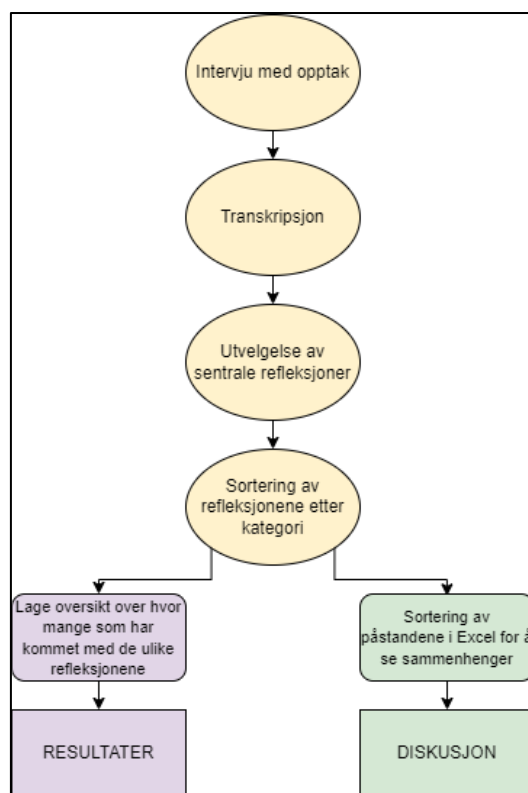 Intervju med opptak
Transkripsjon
Utvelgelse av
sentrale refleksjoner
Sortering av
refleksjonene etter
kategori
Lage oversikt over hvor
mange som har
kommet med de ulike
refleksjonene
Sortering av
påstandene i Excel for å
se sammenhenger
RESULTATER
DISKUSJON